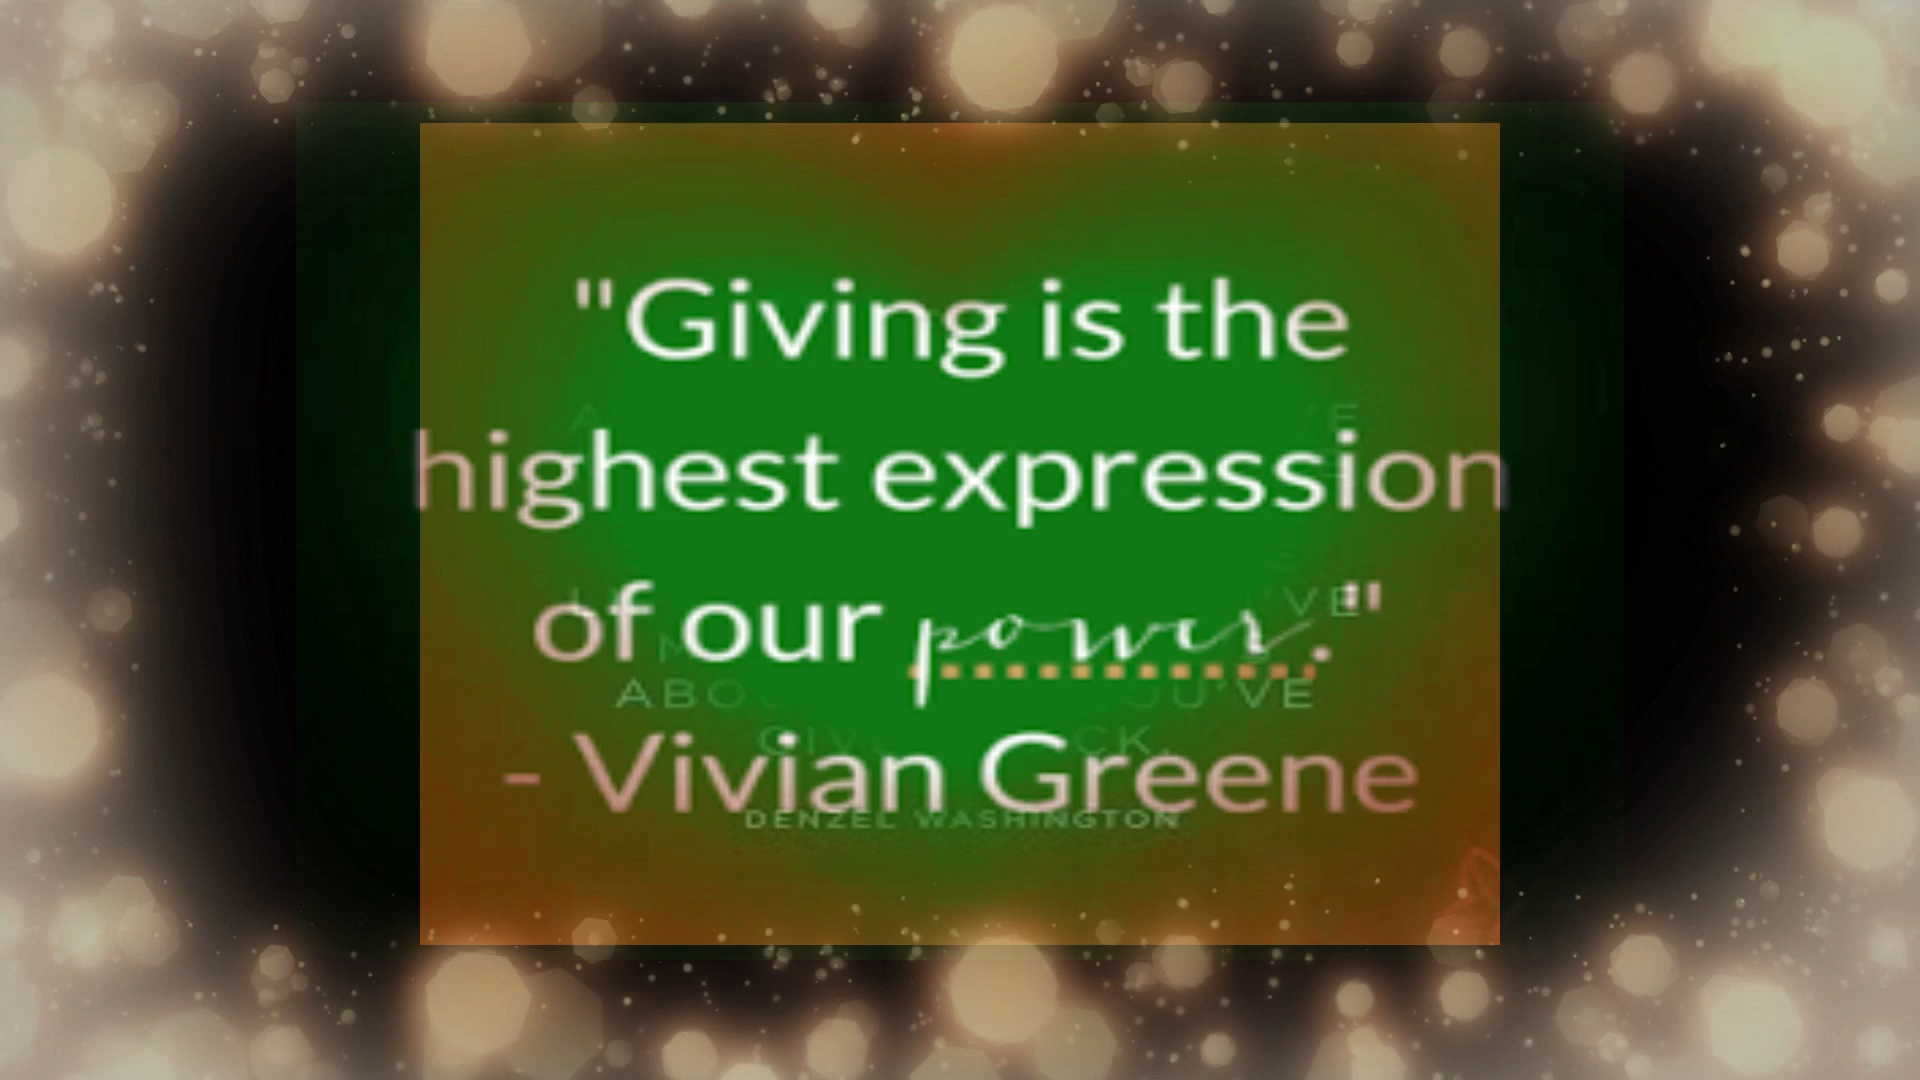 "Giving is the
highest expression
of our power."
- Vivian Greene
DENZEL WASHINGTON